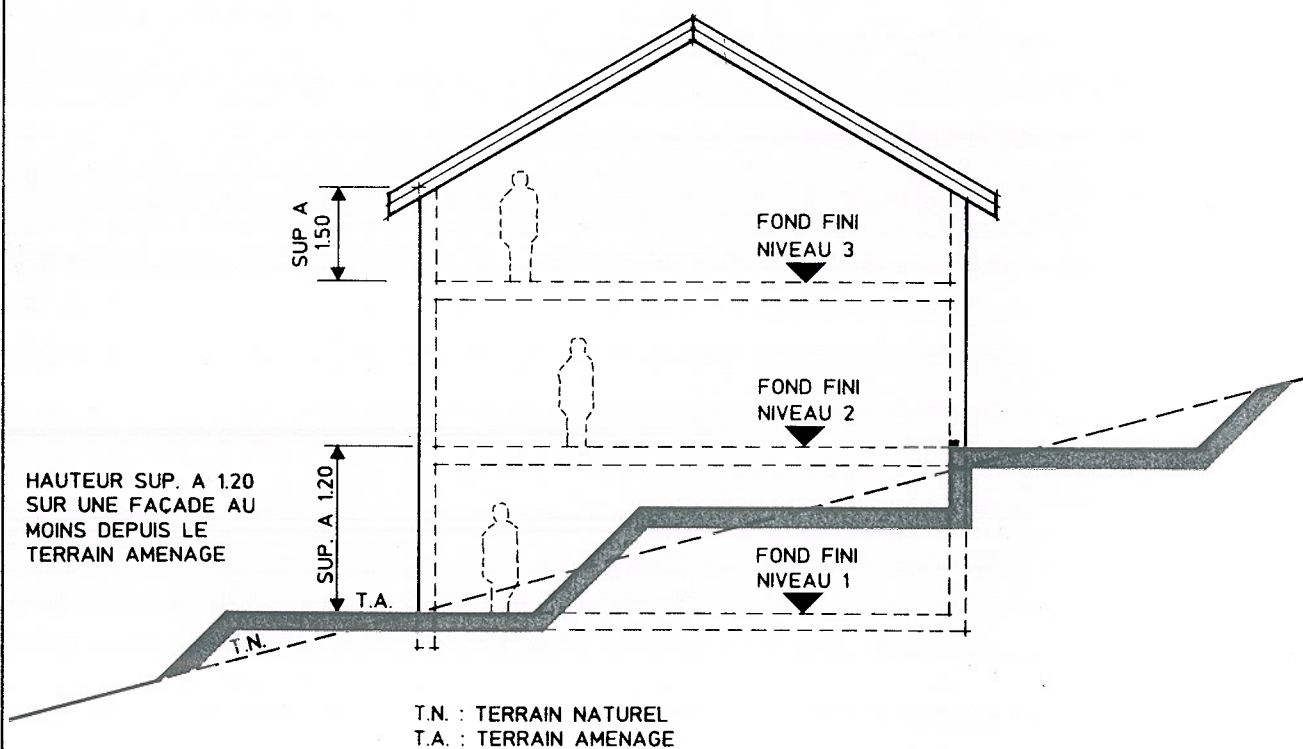 SUP A
1.50
FOND FINI
NIVEAU 3
FOND FINI
NIVEAU 2
HAUTEUR SUP. A 1.20
SUR UNE FAÇADE AU
MOINS DEPUIS LE
TERRAIN AMENAGE
SUP. A 1.20
FOND FINI
NIVEAU 1
T.A.
T.N.
T.N. : TERRAIN NATUREL
T.A. : TERRAIN AMENAGE